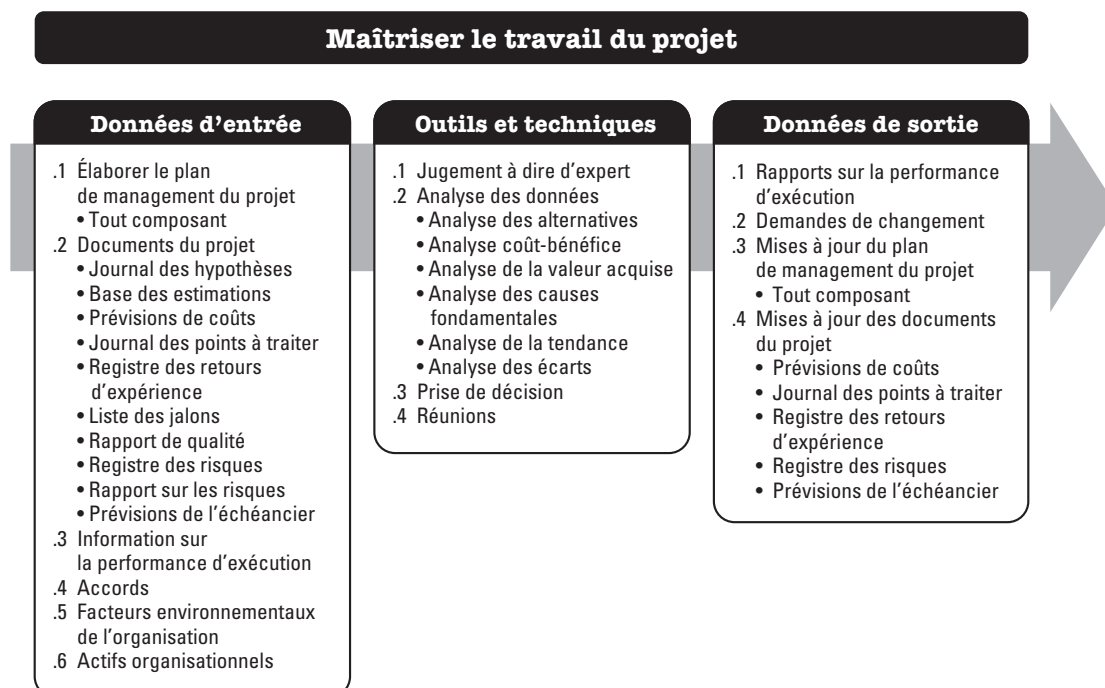 Maîtriser le travail du projet
Données d’entrée
.1 Élaborer le plan
de management du projet
• Tout composant
.2 Documents du projet
• Journal des hypothèses
• Base des estimations
• Prévisions de coûts
• Journal des points à traiter
• Registre des retours
d’expérience
• Liste des jalons
• Rapport de qualité
• Registre des risques
• Rapport sur les risques
• Prévisions de l’échéancier
.3 Information sur
la performance d’exécution
.4 Accords
.5 Facteurs environnementaux
de l’organisation
.6 Actifs organisationnels
Outils et techniques
.1 Jugement à dire d’expert
.2 Analyse des données
• Analyse des alternatives
• Analyse coût-bénéfice
• Analyse de la valeur acquise
• Analyse des causes
fondamentales
• Analyse de la tendance
• Analyse des écarts
.3 Prise de décision
.4 Réunions
Données de sortie
.1 Rapports sur la performance
d’exécution
.2 Demandes de changement
.3 Mises à jour du plan
de management du projet
• Tout composant
.4 Mises à jour des documents
du projet
• Prévisions de coûts
• Journal des points à traiter
• Registre des retours
d’expérience
• Registre des risques
• Prévisions de l’échéancier